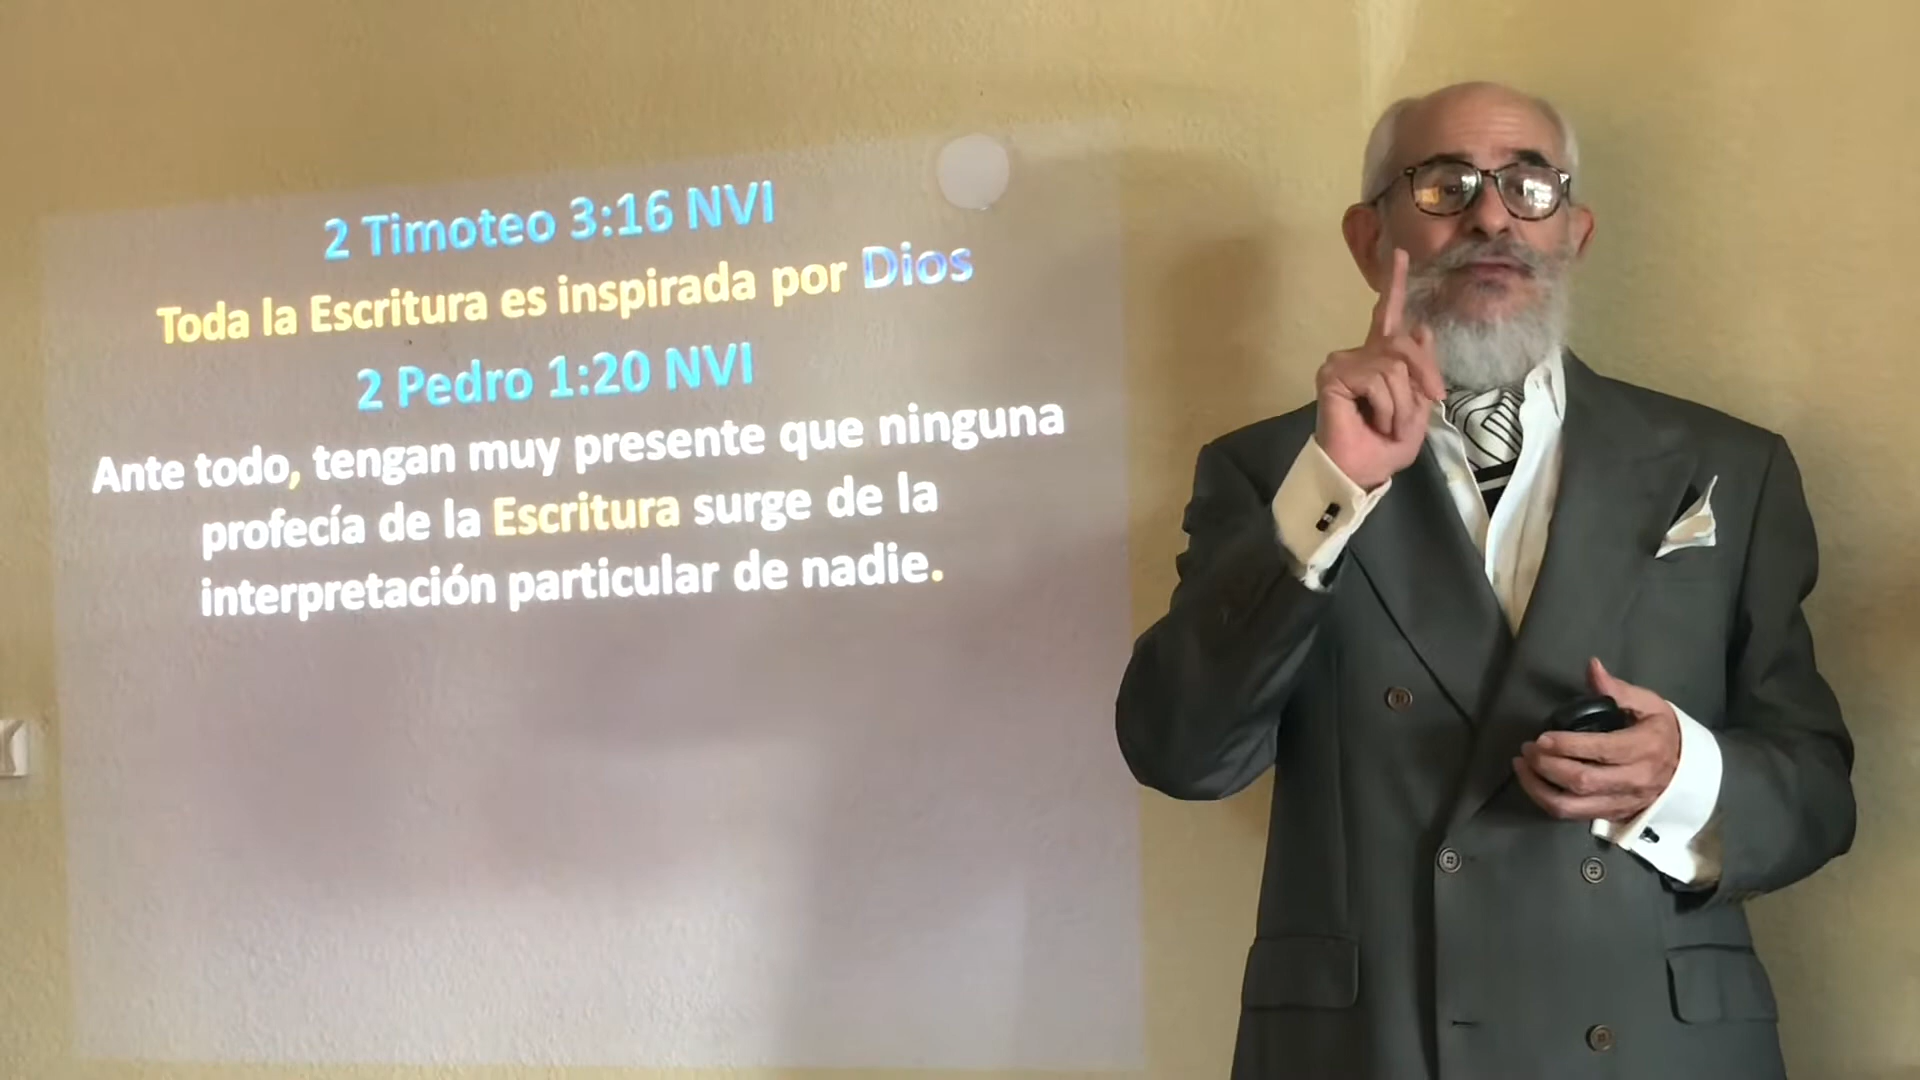 2 Timoteo 3:16 NVI
Toda la Escritura es inspirada por Dios
2 Pedro 1:20 NVI
Ante todo, tengan muy presente que ninguna
profecía de la Escritura surge de la
interpretación particular de nadie.